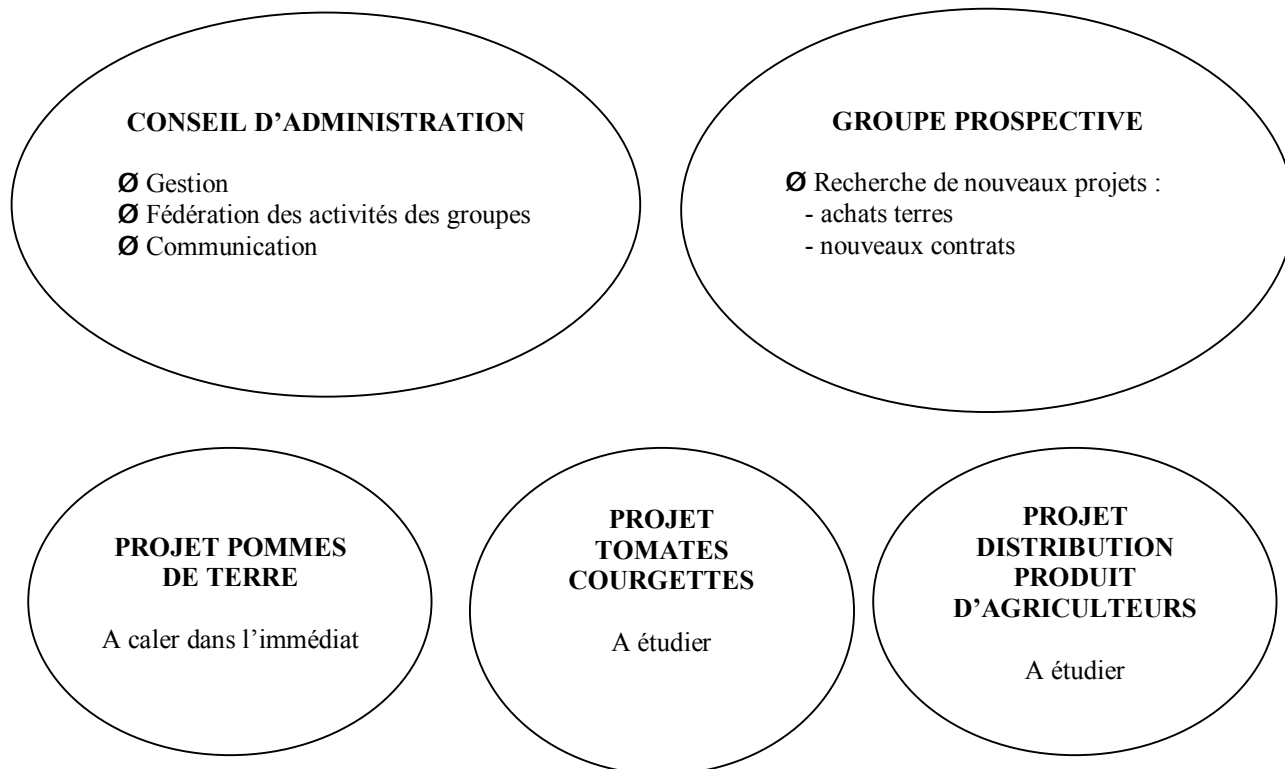 CONSEIL D’ADMINISTRATION
Ø Gestion
Ø Fédération des activités des groupes
Ø Communication
GROUPE PROSPECTIVE
Ø Recherche de nouveaux projets :
- achats terres
- nouveaux contrats
PROJET POMMES
DE TERRE
A caler dans l’immédiat
PROJET
TOMATES
COURGETTES
A étudier
PROJET
DISTRIBUTION
PRODUIT
D’AGRICULTEURS
A étudier